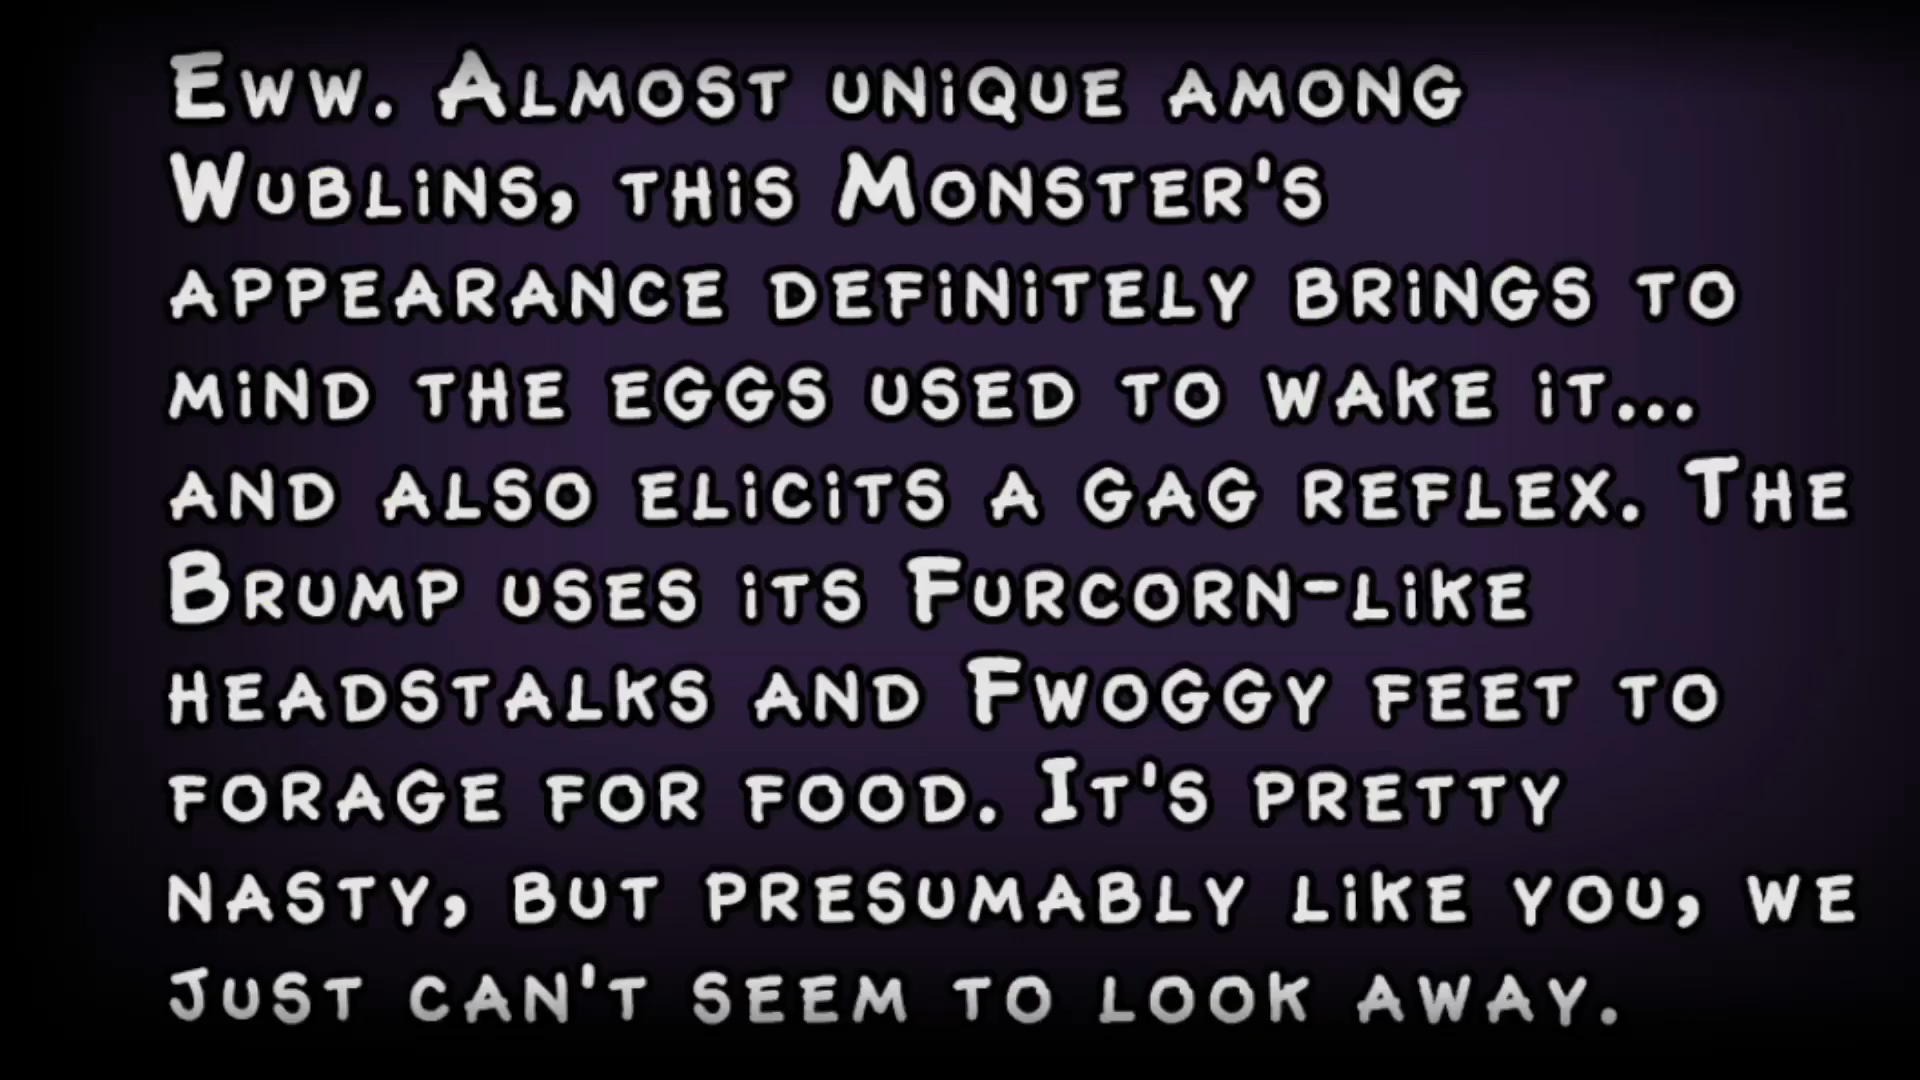 Eww. Almost unique among
Wublins, this Monster's
appearance definitely brings to
mind the eggs used to wake it...
and also elicits a gag reflex. The
Brump uses its Furcorn-like
headstalks and Fwoggy feet to
forage for food. It's pretty
nasty, but presumably like you, we
just can't seem to look away.